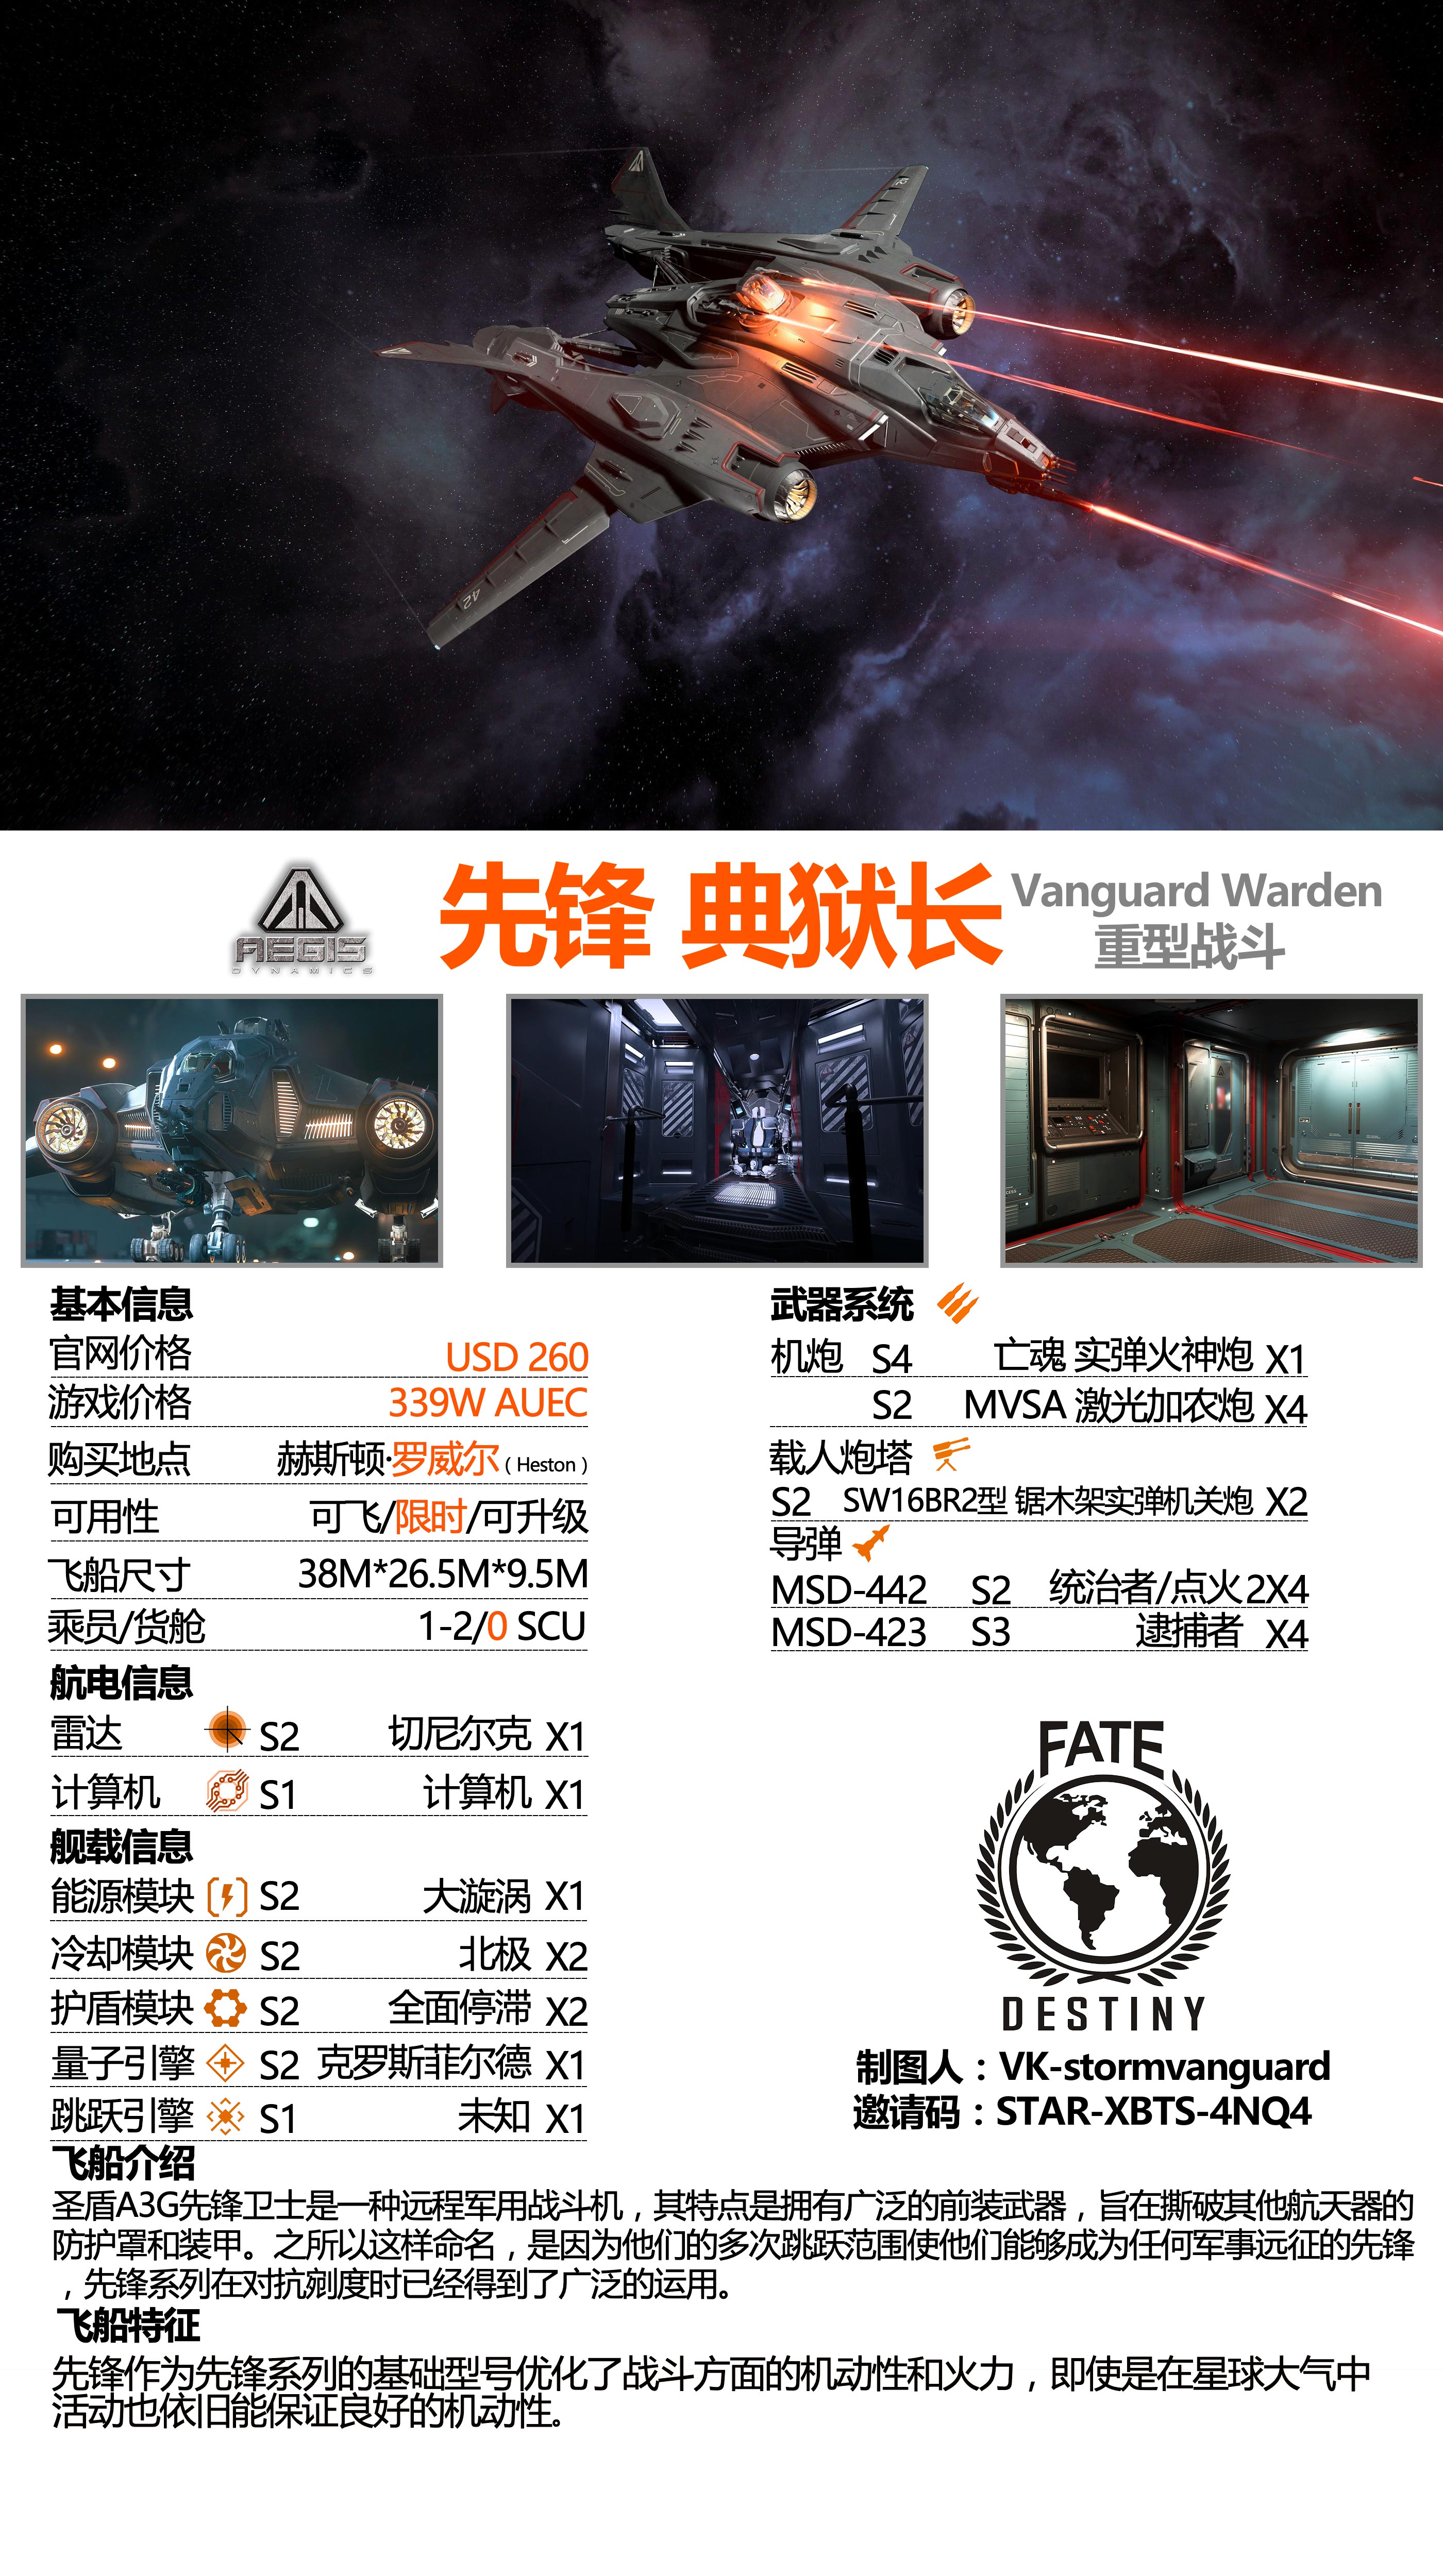 P3
42
AEGIS
DYNAMICS
先锋 典狱长
Vanguard Warden
重型战斗
基本信息
官网价格 USD 260
游戏价格 339W AUEC
购买地点 赫斯顿·罗威尔(Heston)
可用性 可飞/限时/可升级
飞船尺寸 38M*26.5M*9.5M
乘员/货舱 1-2/0 SCU
航电信息
雷达 S2 切尼尔克 X1
计算机 S1 计算机 X1
舰载信息
能源模块 S2 大漩涡 X1
冷却模块 S2 北极 X2
护盾模块 S2 全面停滞 X2
量子引擎 S2 克罗斯菲尔德 X1
跳跃引擎 S1 未知 X1
武器系统
机炮 S4 亡魂 实弹火神炮 X1
S2 MVSA 激光加农炮 X4
载人炮塔
S2 SW16BR2型 锯木架实弹机关炮 X2
导弹
MSD-442 S2 统治者/点火2X4
MSD-423 S3 逮捕者 X4
FATE
DESTINY
制图人：VK-stormvanguard
邀请码：STAR-XBTS-4NQ4
飞船介绍
圣盾A3G先锋卫士是一种远程军用战斗机，其特点是拥有广泛的前装武器，旨在撕破其他航天器的
防护罩和装甲。之所以这样命名，是因为他们的多次跳跃范围使他们能够成为任何军事远征的先锋
，先锋系列在对抗剜度时已经得到了广泛的运用。
飞船特征
先锋作为先锋系列的基础型号优化了战斗方面的机动性和火力，即使是在星球大气中
活动也依旧能保证良好的机动性。